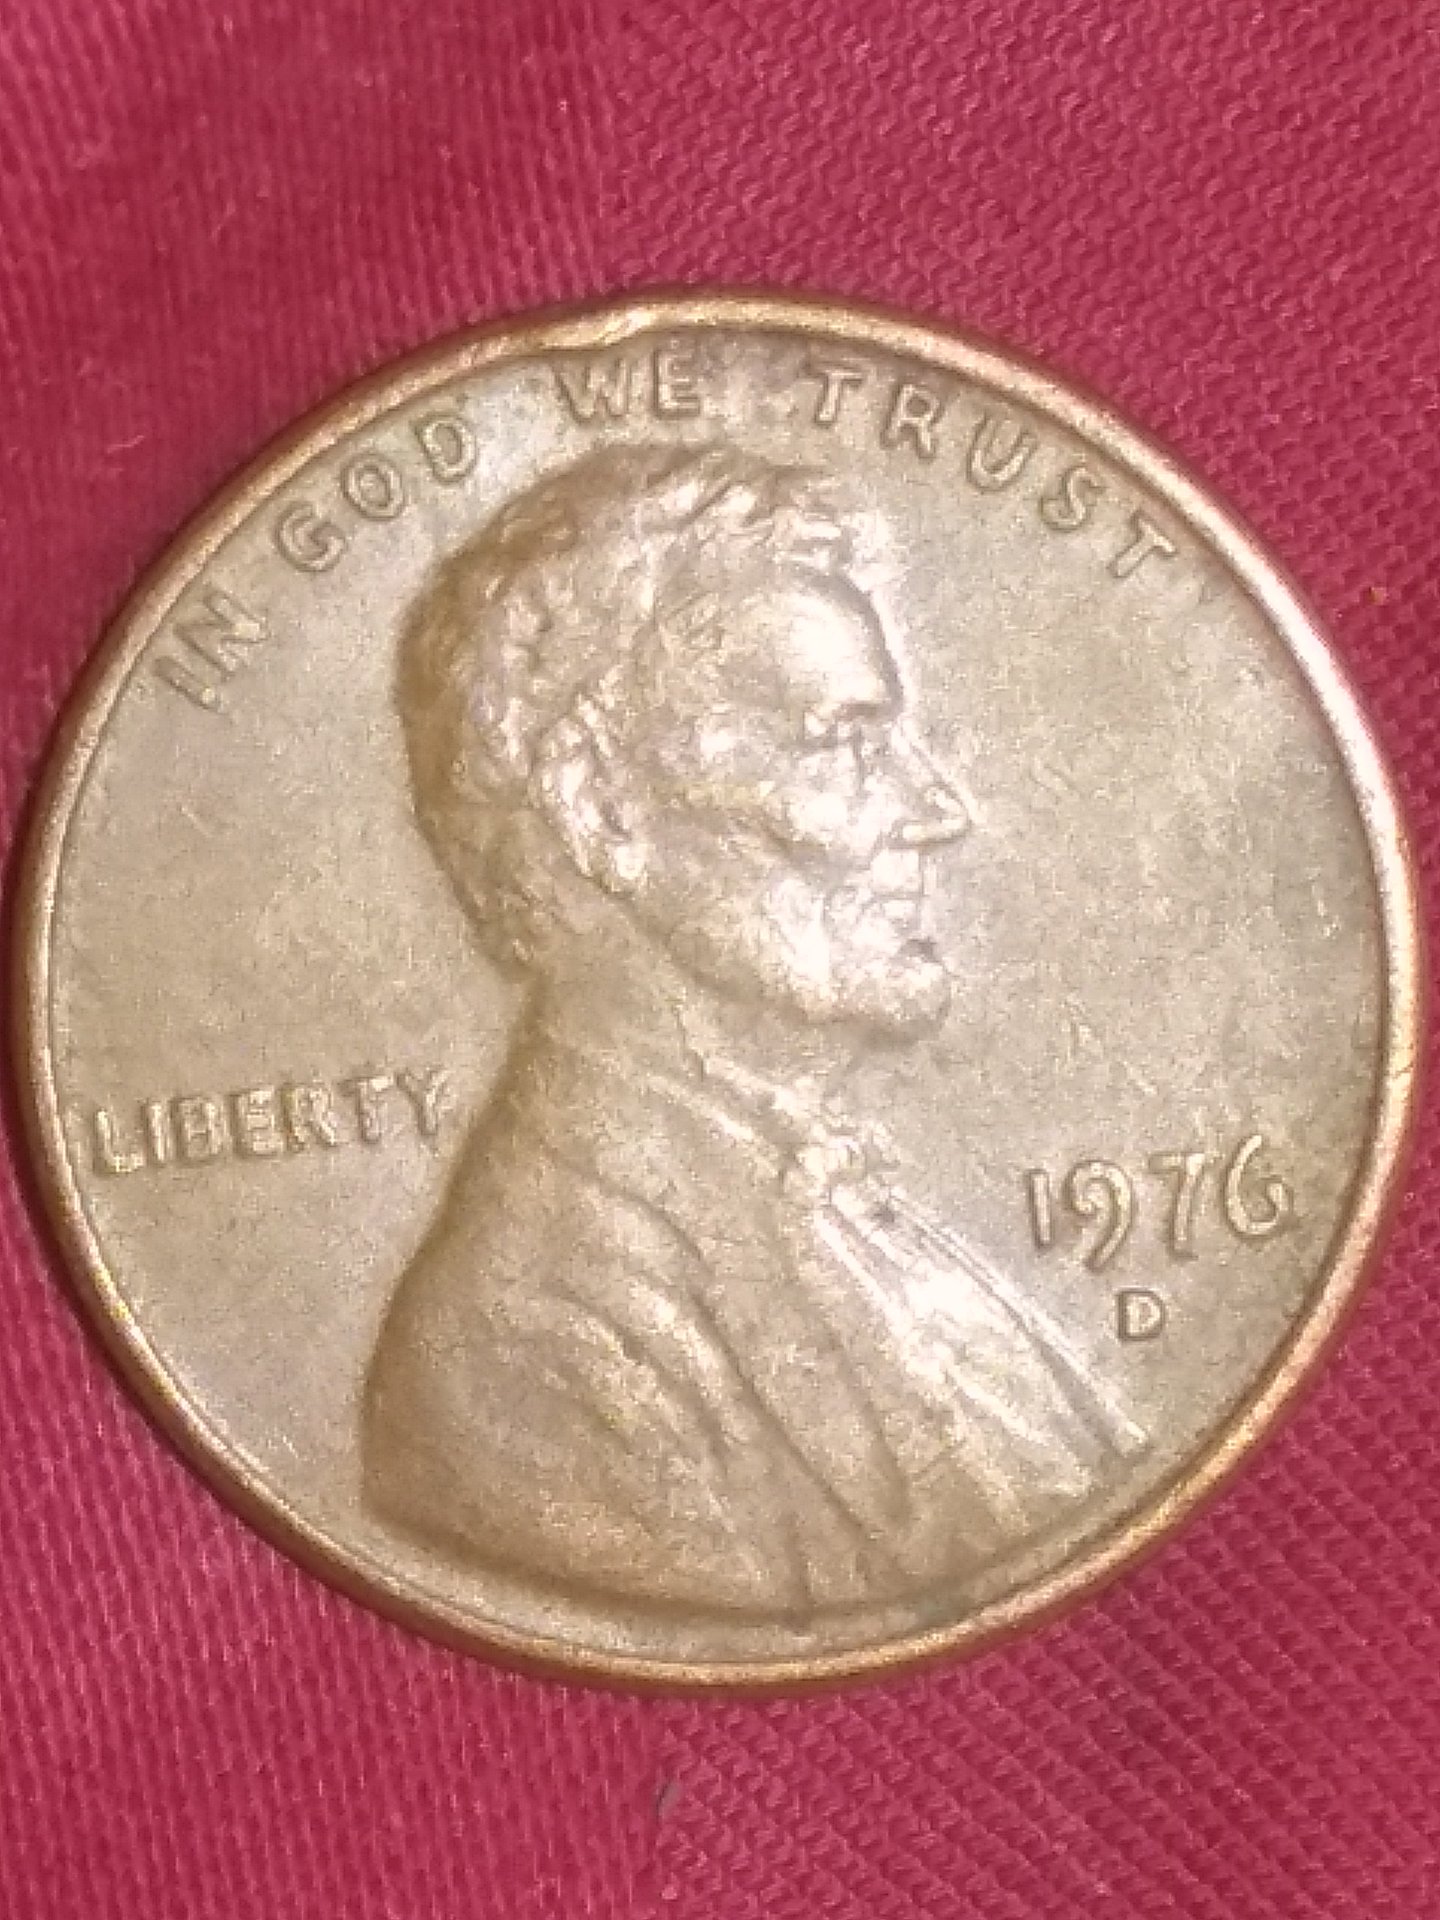 IN GOD WE TRUST
LIBERTY
1976
D